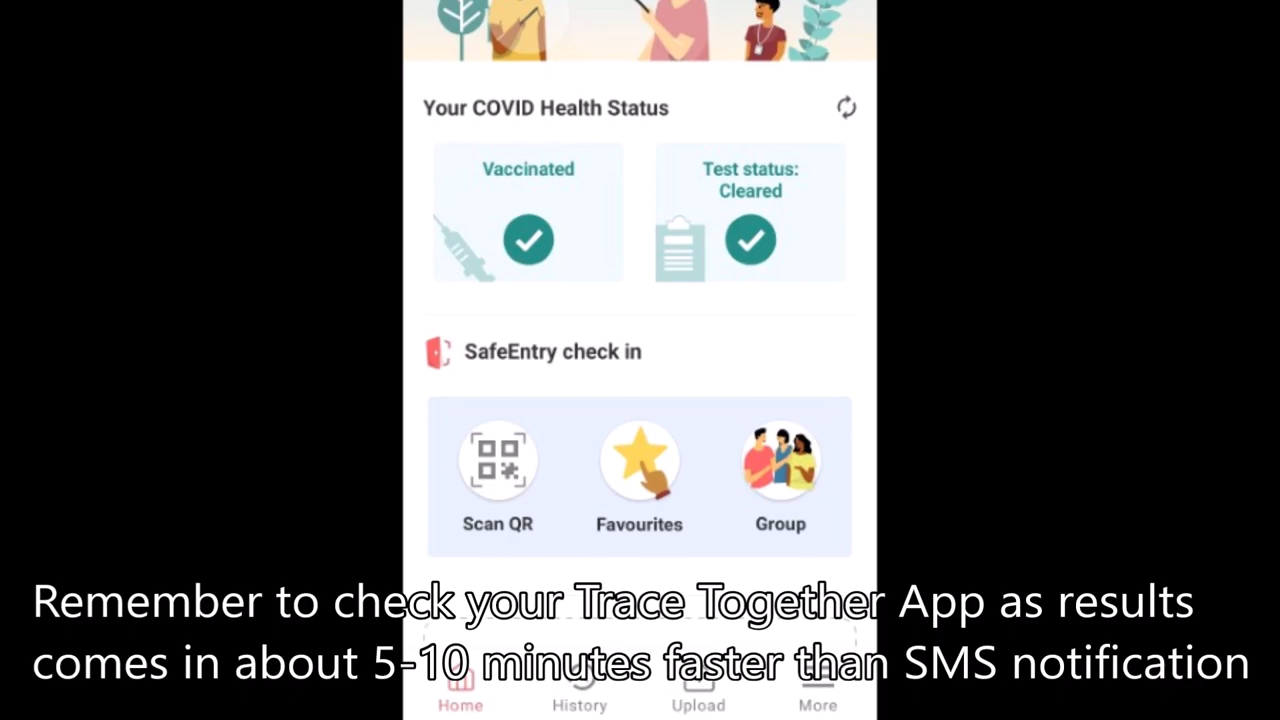 Your COVID Health Status
Vaccinated
Test status:
Cleared
SafeEntry check in
Scan QR
Favourites
Group
Remember to check your Trace Together App as results
comes in about 5-10 minutes faster than SMS notification
Home
History
Upload
More